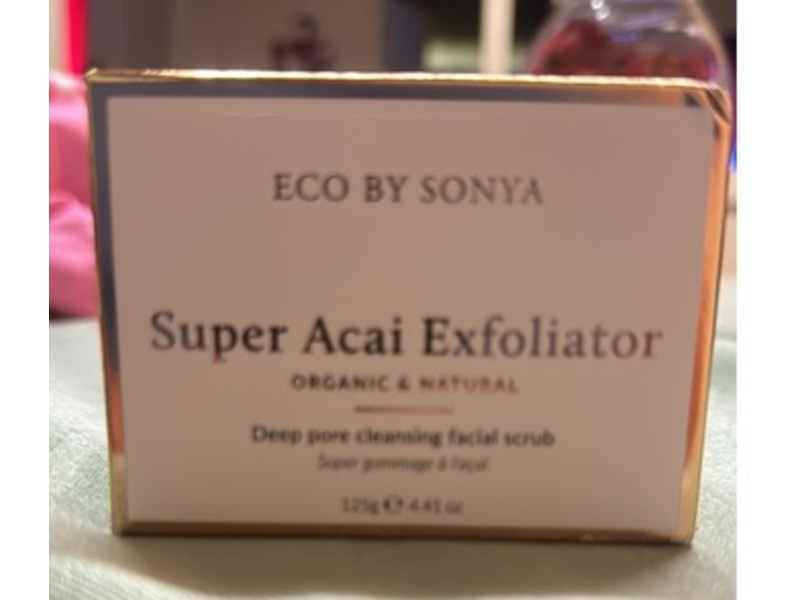 ECO BY SONYA
Super Acai Exfoliator
ORGANIC & NATURAL
Deep pore cleansing facial scrub
Super gommage à l'açaï
125g ℮ 4.41 oz